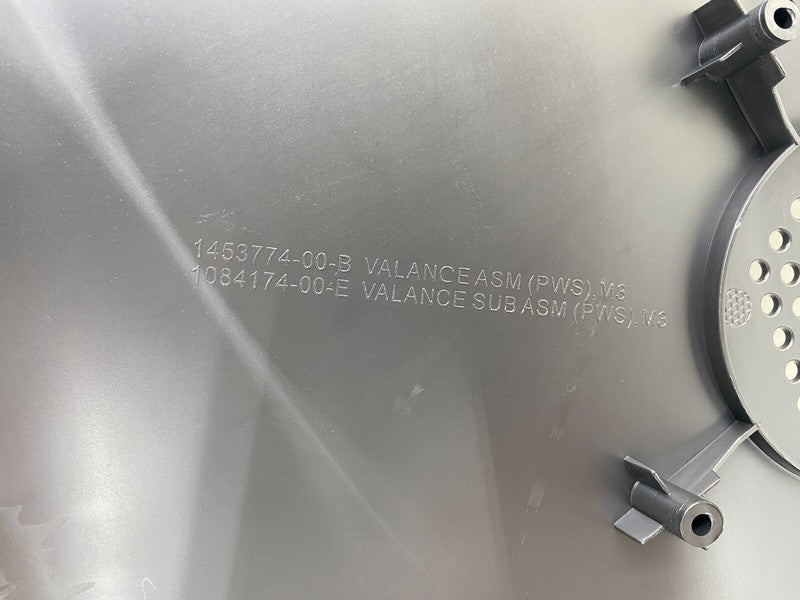 1453774-00-B VALANCE ASM (PWS), M3
1084174-00-E VALANCE SUB ASM (PWS), M3